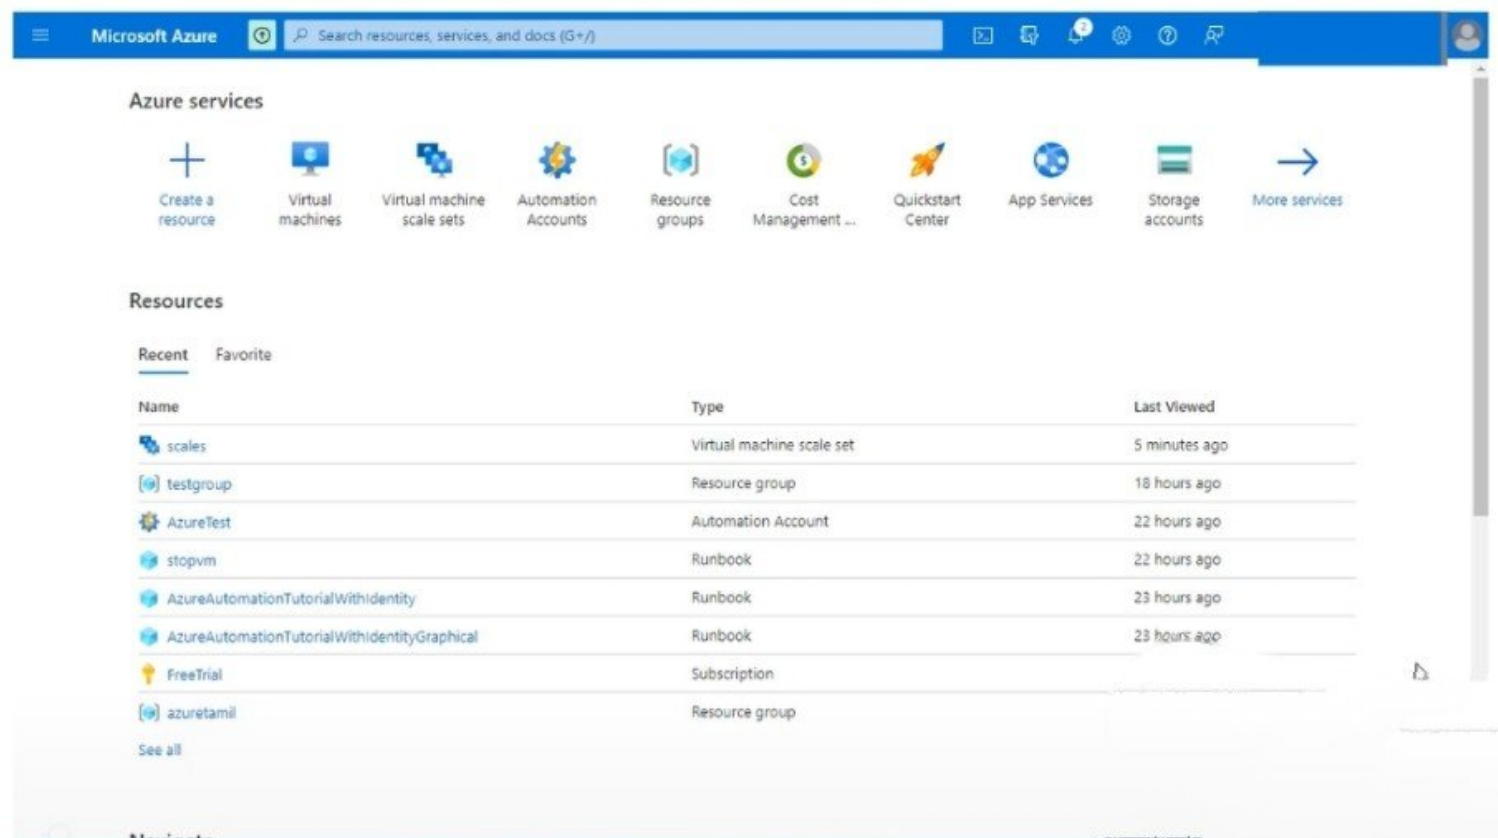 Microsoft Azure
Search resources, services, and docs (G+/)
2
Azure services
Create a resource
Virtual machines
Virtual machine scale sets
Automation Accounts
Resource groups
Cost Management ...
Quickstart Center
App Services
Storage accounts
More services
Resources
Recent Favorite
Name Type Last Viewed
scales Virtual machine scale set 5 minutes ago
testgroup Resource group 18 hours ago
AzureTest Automation Account 22 hours ago
stopvm Runbook 22 hours ago
AzureAutomationTutorialWithIdentity Runbook 23 hours ago
AzureAutomationTutorialWithIdentityGraphical Runbook 23 hours ago
FreeTrial Subscription
azuretamil Resource group
See all